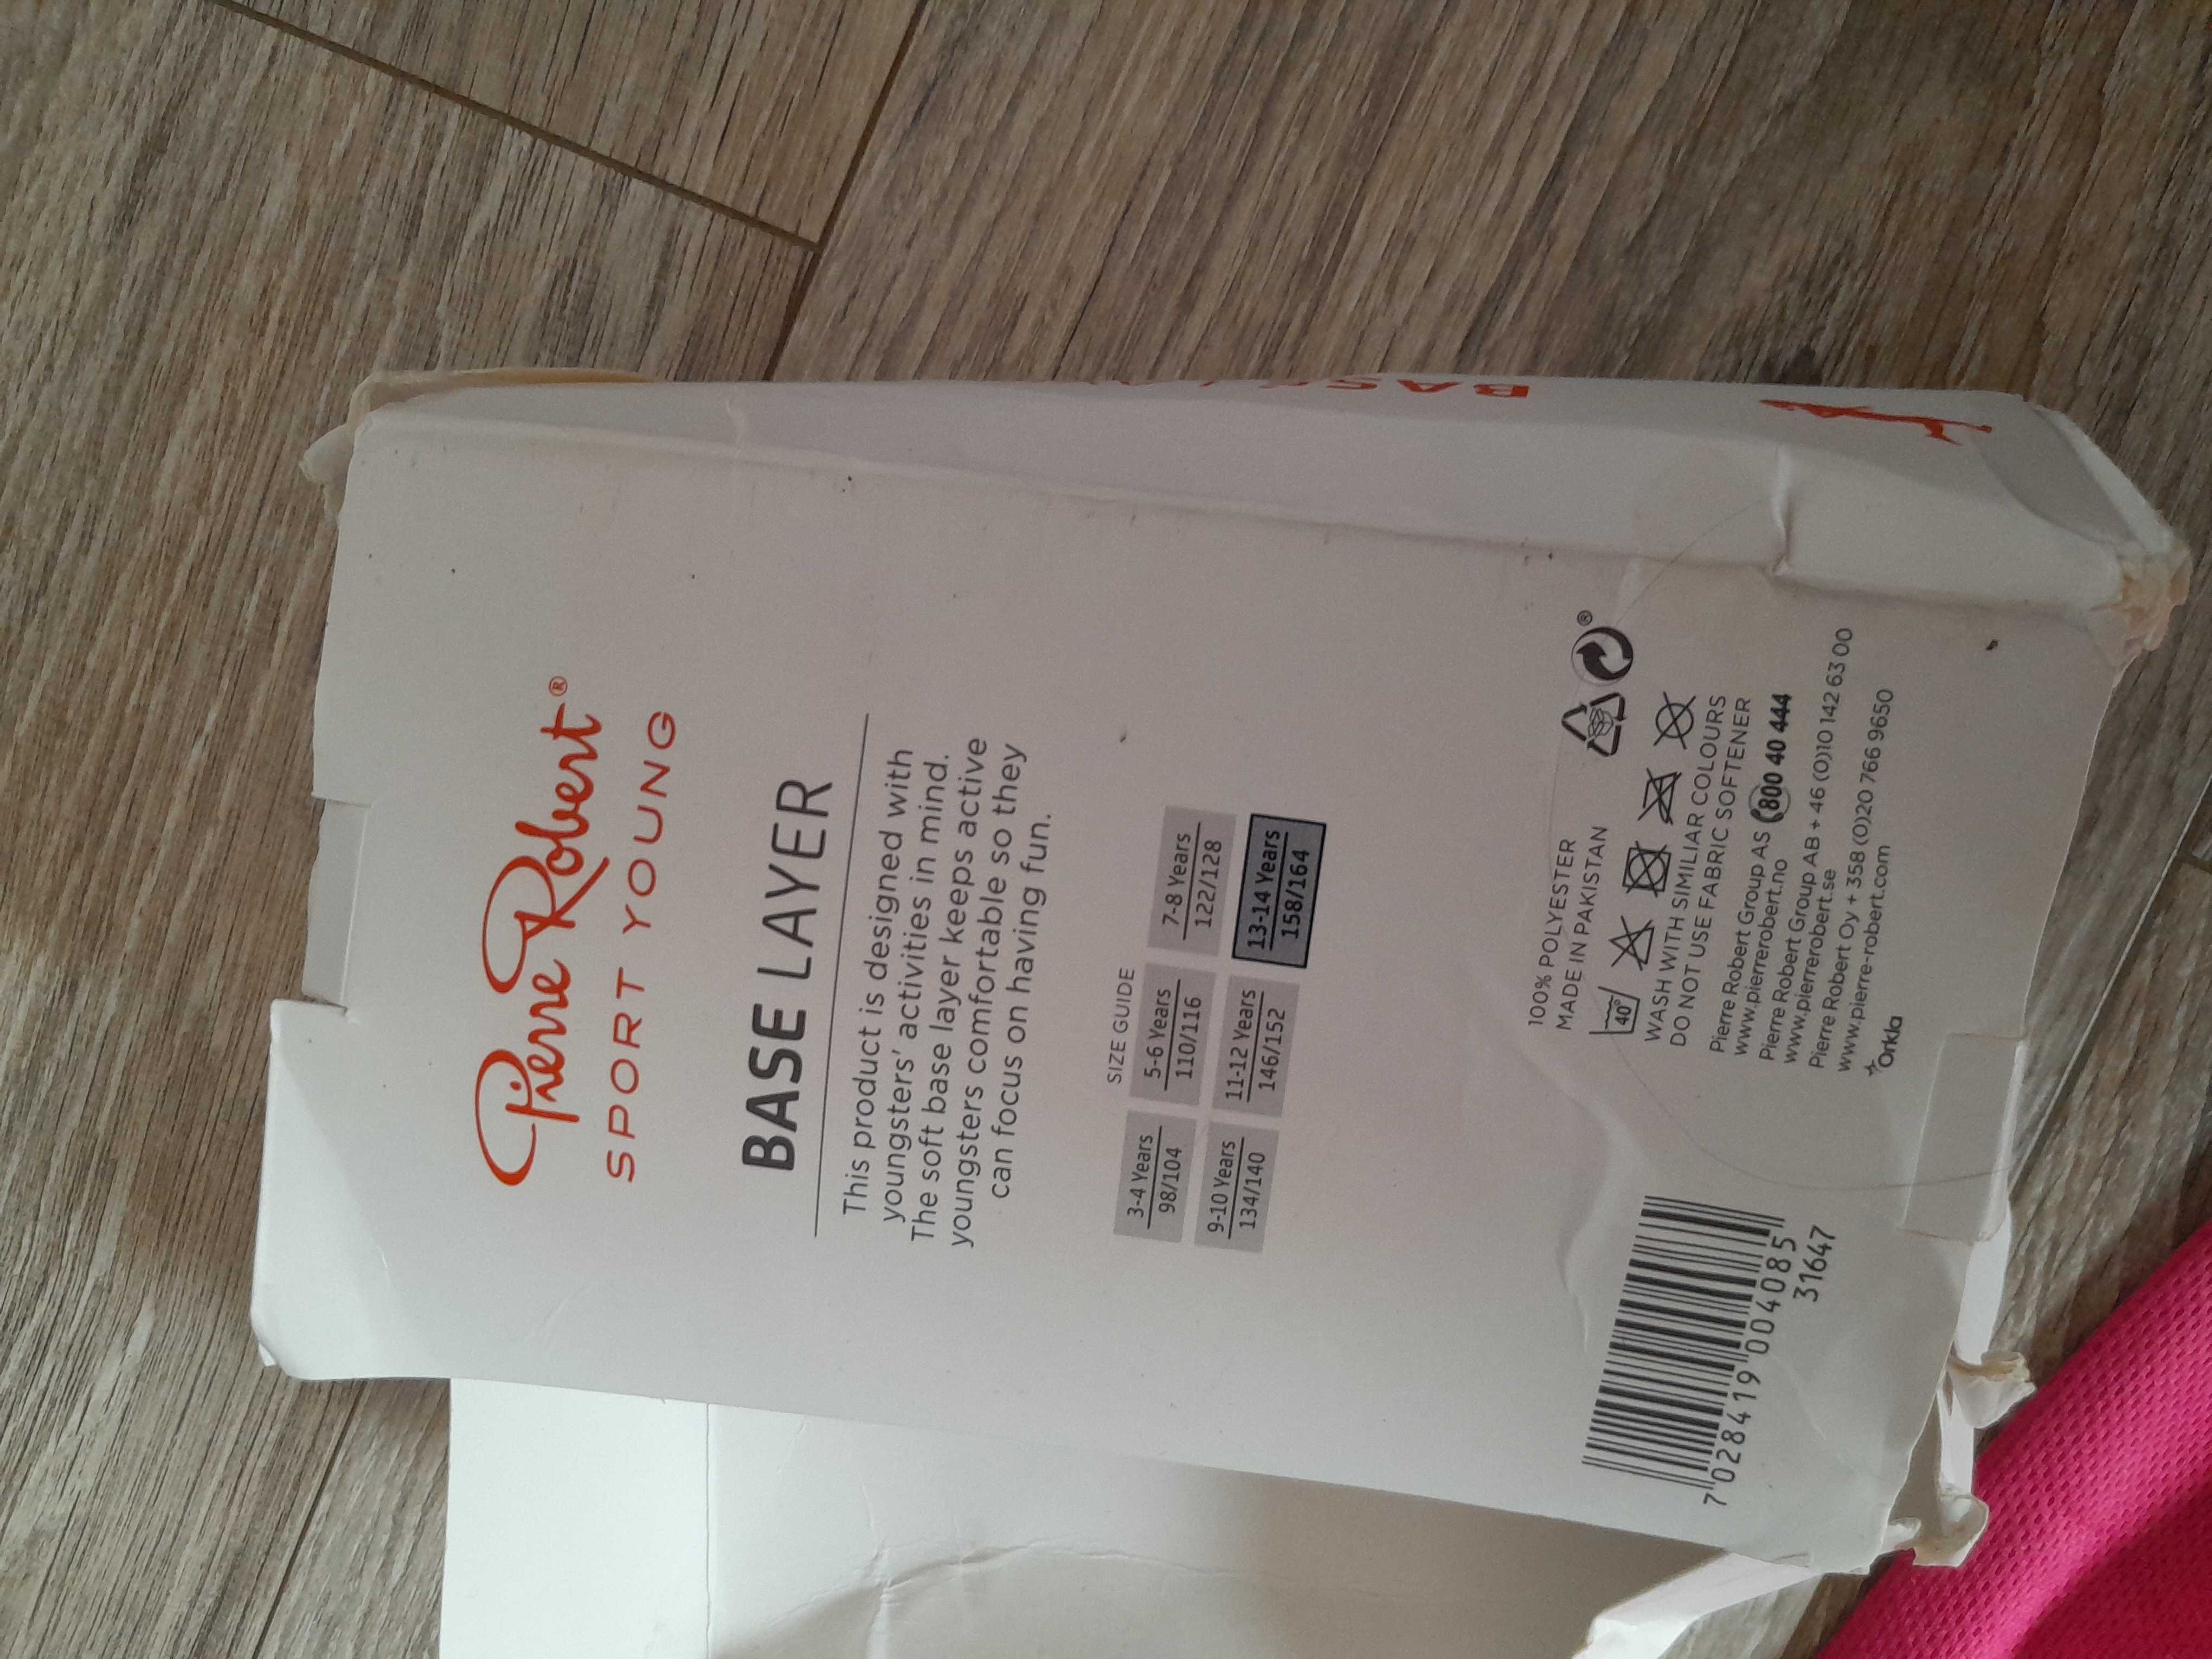 Pierre Robert®
SPORT YOUNG
BASE LAYER
This product is designed with
youngsters' activities in mind.
The soft base layer keeps active
youngsters comfortable so they
can focus on having fun.
SIZE GUIDE
3-4 Years
98/104
5-6 Years
110/116
7-8 Years
122/128
9-10 Years
134/140
11-12 Years
146/152
13-14 Years
158/164
100% POLYESTER
MADE IN PAKISTAN
40°
WASH WITH SIMILIAR COLOURS
DO NOT USE FABRIC SOFTENER
Pierre Robert Group AS 800 40 444
www.pierrerobert.no
Pierre Robert Group AB + 46 (0)10 142 63 00
www.pierrerobert.se
Pierre Robert Oy + 358 (0)20 766 9650
www.pierre-robert.com
Orkla
7 028419 004085
31647